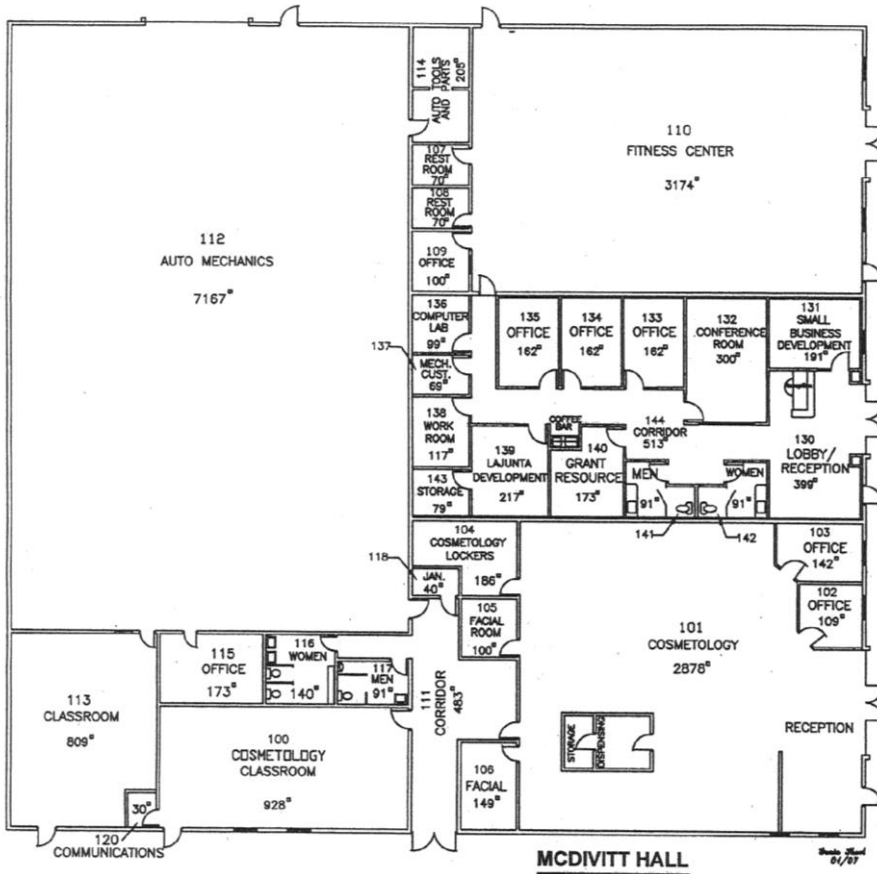 114
AUTO TOOLS
AND PARTS
205□
107
REST
ROOM
70□
108
REST
ROOM
70□
109
OFFICE
100□
110
FITNESS CENTER
3174□
112
AUTO MECHANICS
7167□
136
COMPUTER
LAB
99□
137
MECH.
CUST.
69□
138
WORK
ROOM
117□
143
STORAGE
79□
135
OFFICE
162□
134
OFFICE
162□
133
OFFICE
162□
132
CONFERENCE
ROOM
300□
131
SMALL
BUSINESS
DEVELOPMENT
191□
COFFEE
BAR
144
CORRIDOR
513□
130
LOBBY/
RECEPTION
399□
139
LAJUNTA
DEVELOPMENT
217□
140
GRANT
RESOURCE
173□
MEN
91□
WOMEN
91□
141
142
104
COSMETOLOGY
LOCKERS
186□
118
JAN.
40□
105
FACIAL
ROOM
100□
103
OFFICE
142□
102
OFFICE
109□
101
COSMETOLOGY
2878□
115
OFFICE
173□
116
WOMEN
140□
117
MEN
91□
111
CORRIDOR
483□
113
CLASSROOM
809□
100
COSMETOLOGY
CLASSROOM
928□
STORAGE
DISPENSING
RECEPTION
106
FACIAL
149□
30□
120
COMMUNICATIONS
MCDIVITT HALL
01/07